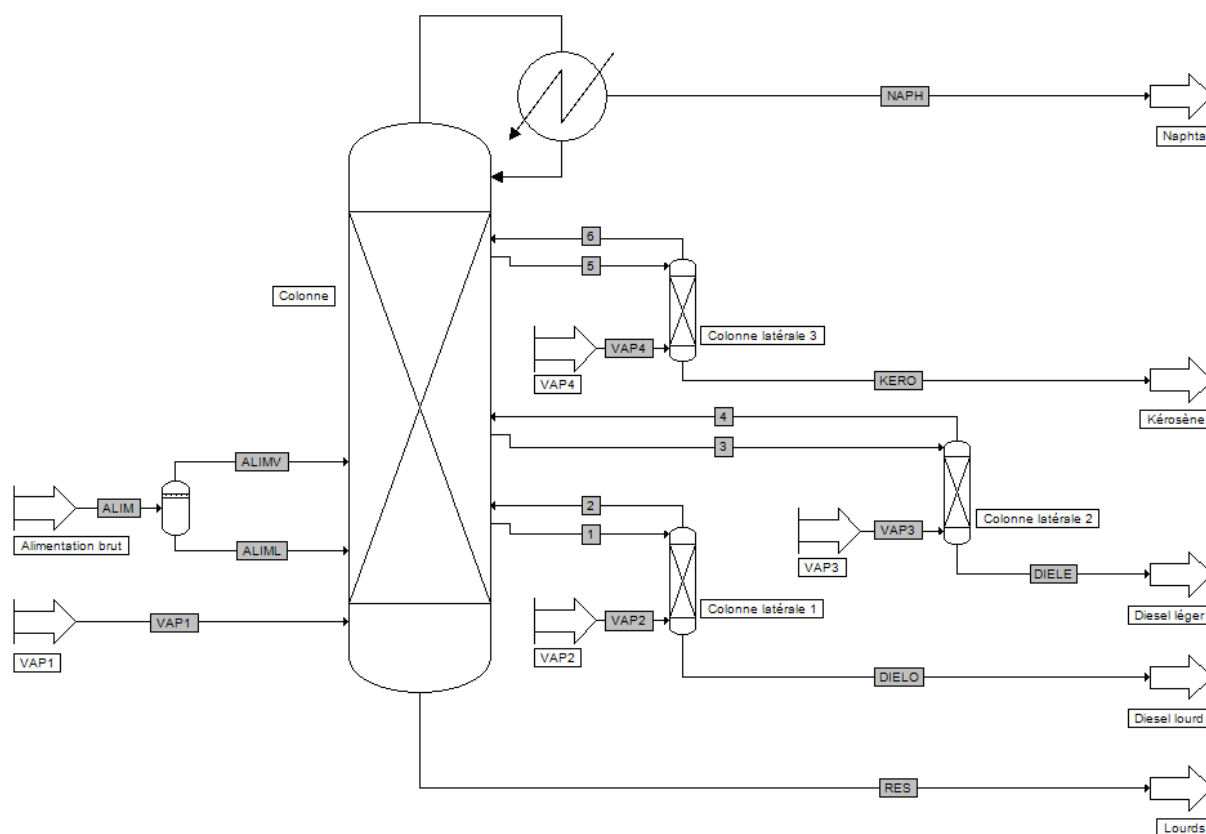 NAPH
Naphta
6
5
Colonne
Colonne latérale 3
VAP4
VAP4
KERO
Kérosène
4
3
ALIMV
ALIM
Alimentation brut
ALIML
2
1
Colonne latérale 2
VAP3
VAP3
DIELE
Diesel léger
Colonne latérale 1
VAP2
VAP2
VAP1
VAP1
DIELO
Diesel lourd
RES
Lourds